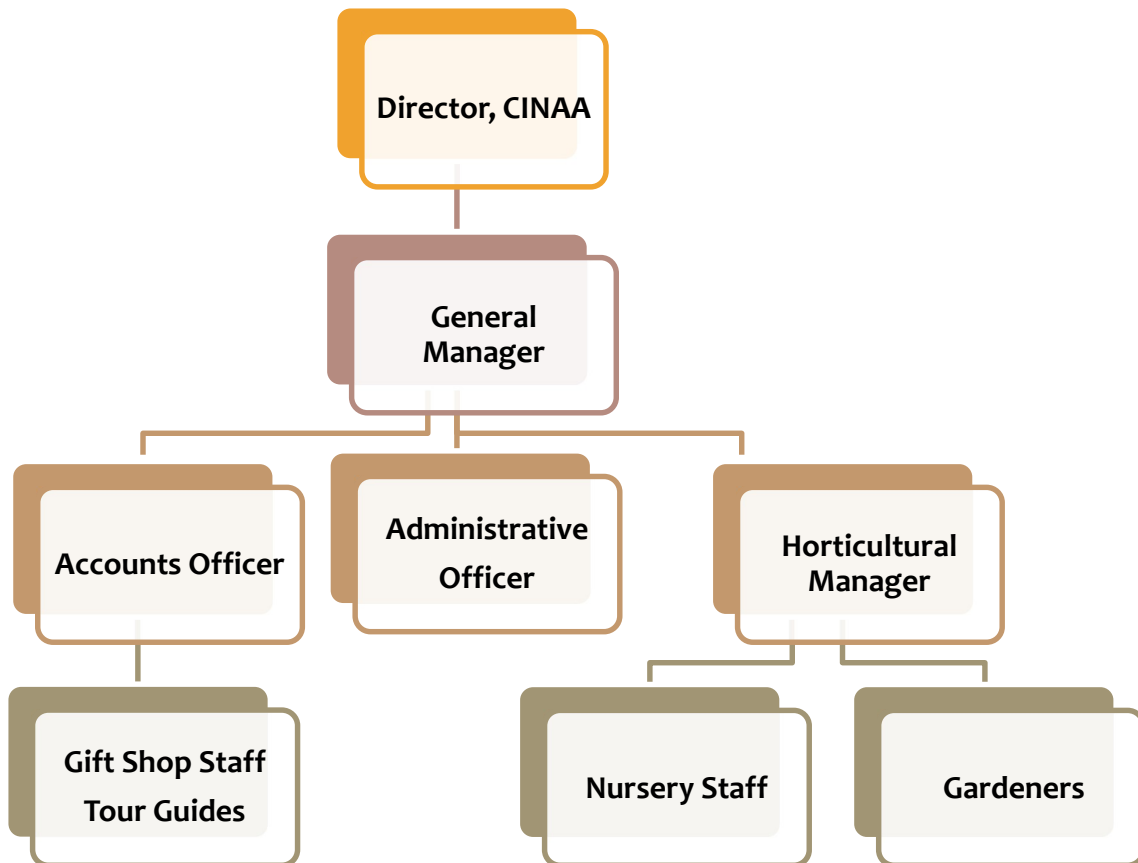 Director, CINAA
General
Manager
Accounts Officer
Administrative
Officer
Horticultural
Manager
Gift Shop Staff
Tour Guides
Nursery Staff
Gardeners